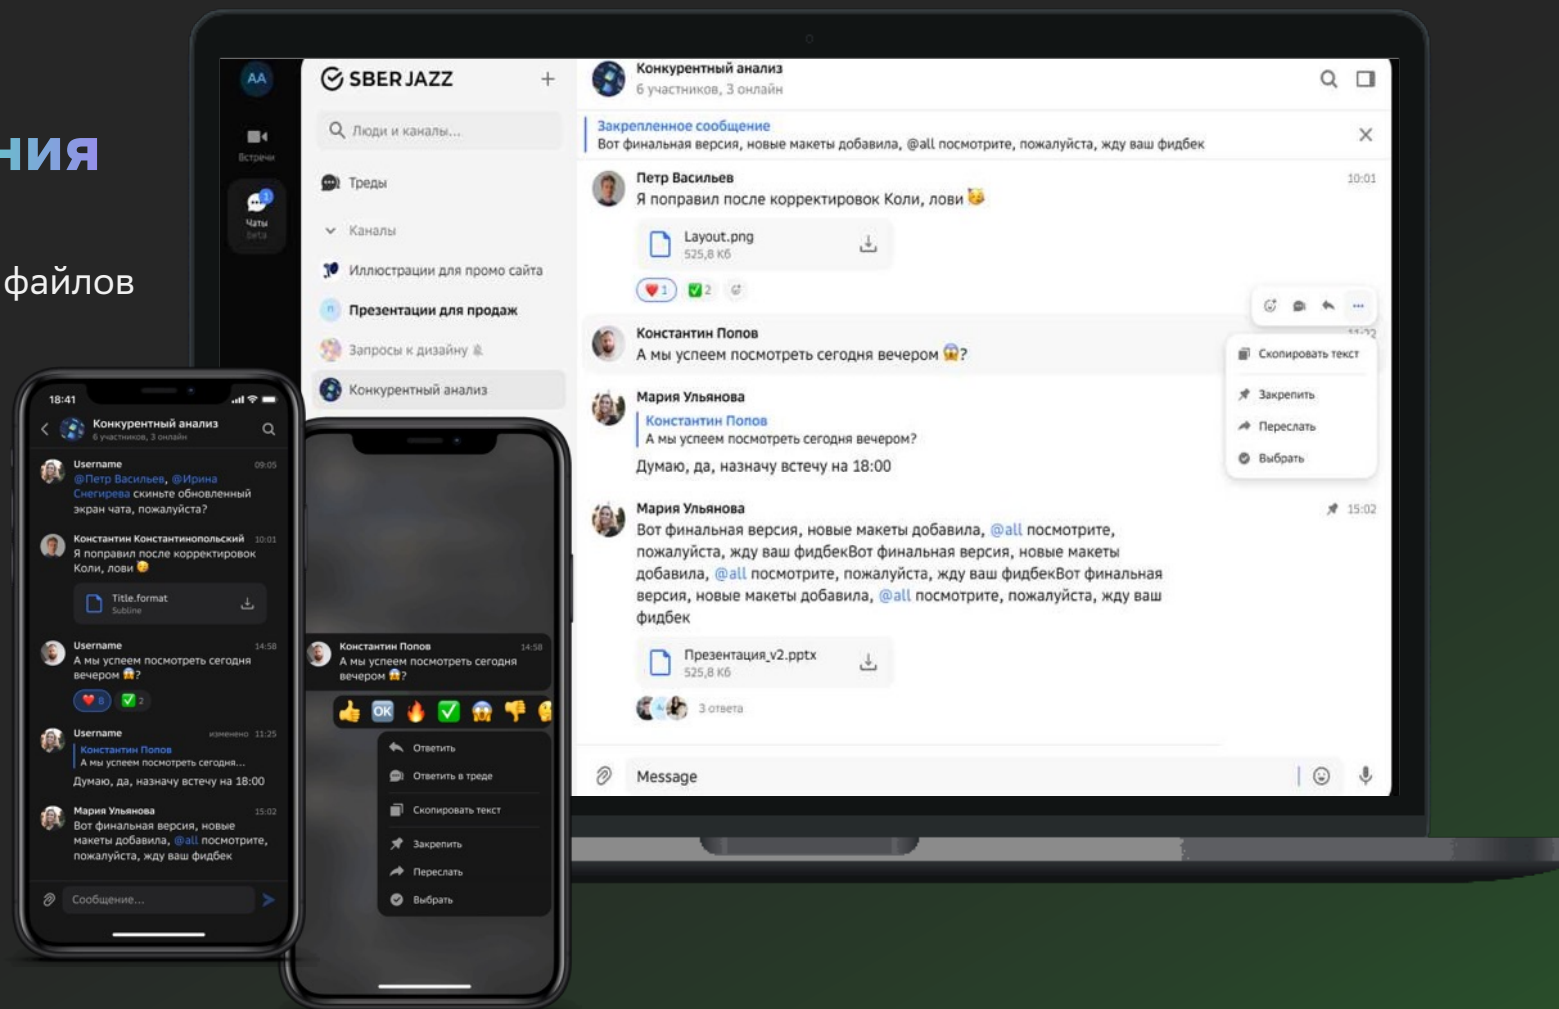 ния
файлов
AA
Встречи
3
Чаты
beta
SBER JAZZ
Люди и каналы...
Треды
Каналы
Иллюстрации для промо сайта
П
Презентации для продаж
Запросы к дизайну
Конкурентный анализ
Конкурентный анализ
6 участников, 3 онлайн
Закрепленное сообщение
Вот финальная версия, новые макеты добавила, @all посмотрите, пожалуйста, жду ваш фидбек
Петр Васильев
10:01
Я поправил после корректировок Коли, лови 🥳
Layout.png
525,8 Кб
❤️ 1 ✅ 2
Константин Попов
11:22
А мы успеем посмотреть сегодня вечером 😱?
Скопировать текст
Закрепить
Переслать
Выбрать
Мария Ульянова
Константин Попов
А мы успеем посмотреть сегодня вечером?
Думаю, да, назначу встечу на 18:00
Мария Ульянова
15:02
Вот финальная версия, новые макеты добавила, @all посмотрите,
пожалуйста, жду ваш фидбекВот финальная версия, новые макеты
добавила, @all посмотрите, пожалуйста, жду ваш фидбекВот финальная
версия, новые макеты добавила, @all посмотрите, пожалуйста, жду ваш
фидбек
Презентация_v2.pptx
525,8 Кб
3 ответа
Message
18:41
Конкурентный анализ
6 участников, 3 онлайн
Username 09:05
@Петр Васильев, @Ирина
Снегирева скиньте обновленный
экран чата, пожалуйста?
Константин Константинопольский 10:01
Я поправил после корректировок
Коли, лови 🥳
Title.format
Subline
Username 14:58
А мы успеем посмотреть сегодня
вечером 😱?
❤️ 8 ✅ 2
Username изменено 11:25
Константин Попов
А мы успеем посмотреть сегодня...
Думаю, да, назначу встечу на 18:00
Мария Ульянова 15:02
Вот финальная версия, новые
макеты добавила, @all посмотрите,
пожалуйста, жду ваш фидбек
Сообщение...
Константин Попов 14:58
А мы успеем посмотреть сегодня
вечером 😱?
👍 🆗 🔥 ✅ 😱 👎 🤔
Ответить
Ответить в треде
Скопировать текст
Закрепить
Переслать
Выбрать